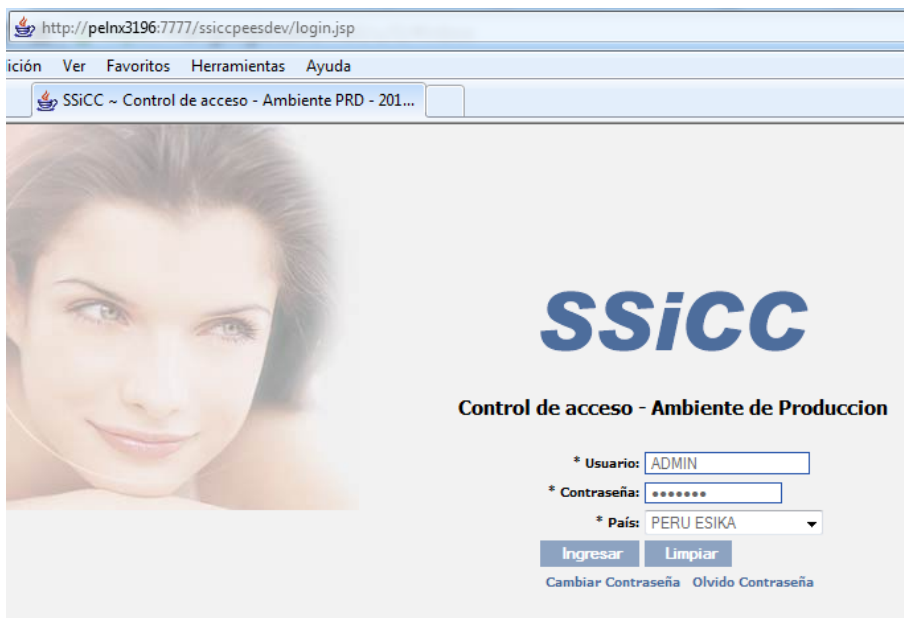 http://pelnx3196:7777/ssiccpeesdev/login.jsp
ición Ver Favoritos Herramientas Ayuda
SSiCC ~ Control de acceso - Ambiente PRD - 201...
SSiCC
Control de acceso - Ambiente de Produccion
* Usuario: ADMIN
* Contraseña: •••••••
* País: PERU ESIKA
Ingresar Limpiar
Cambiar Contraseña Olvido Contraseña